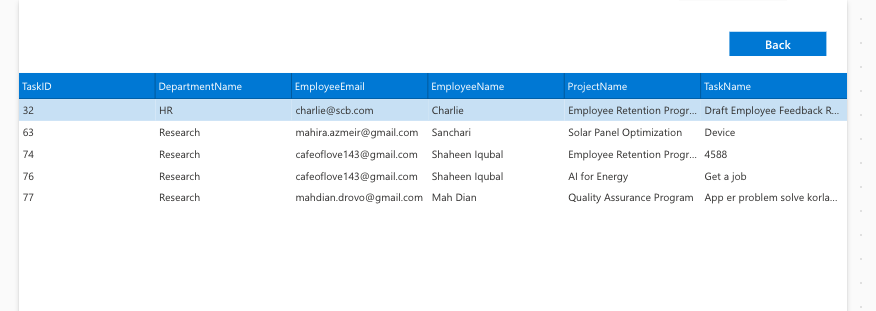 Back
TaskID DepartmentName EmployeeEmail EmployeeName ProjectName TaskName
32 HR charlie@scb.com Charlie Employee Retention Progr... Draft Employee Feedback R...
63 Research mahira.azmeir@gmail.com Sanchari Solar Panel Optimization Device
74 Research cafeoflove143@gmail.com Shaheen Iqubal Employee Retention Progr... 4588
76 Research cafeoflove143@gmail.com Shaheen Iqubal AI for Energy Get a job
77 Research mahdian.drovo@gmail.com Mah Dian Quality Assurance Program App er problem solve korla...